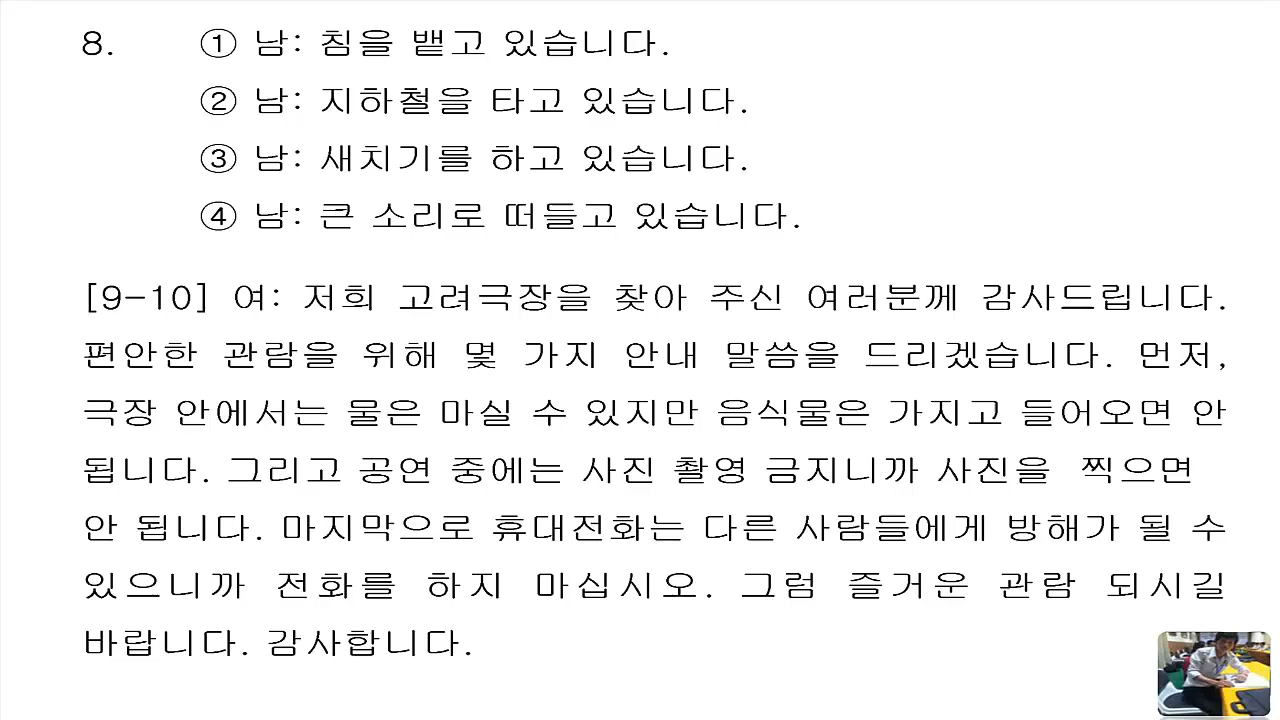 8. ① 남: 침을 뱉고 있습니다.
② 남: 지하철을 타고 있습니다.
③ 남: 새치기를 하고 있습니다.
④ 남: 큰 소리로 떠들고 있습니다.
[9-10] 여: 저희 고려극장을 찾아 주신 여러분께 감사드립니다.
편안한 관람을 위해 몇 가지 안내 말씀을 드리겠습니다. 먼저,
극장 안에서는 물은 마실 수 있지만 음식물은 가지고 들어오면 안
됩니다. 그리고 공연 중에는 사진 촬영 금지니까 사진을 찍으면
안 됩니다. 마지막으로 휴대전화는 다른 사람들에게 방해가 될 수
있으니까 전화를 하지 마십시오. 그럼 즐거운 관람 되시길
바랍니다. 감사합니다.